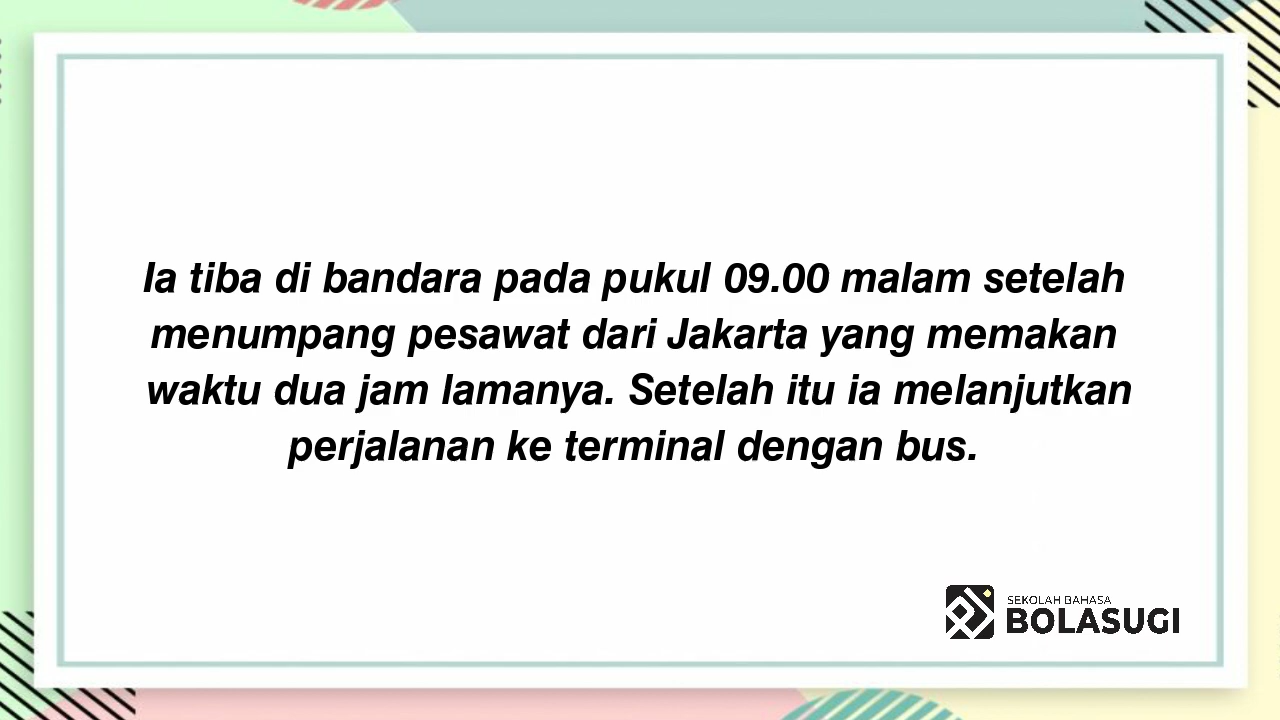 Ia tiba di bandara pada pukul 09.00 malam setelah
menumpang pesawat dari Jakarta yang memakan
waktu dua jam lamanya. Setelah itu ia melanjutkan
perjalanan ke terminal dengan bus.
SEKOLAH BAHASA
BOLASUGI